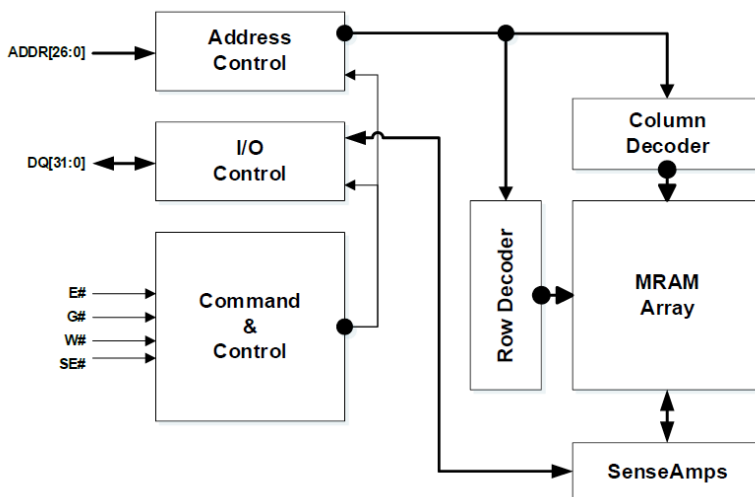 ADDR[26:0]
Address
Control
DQ[31:0]
I/O
Control
Column
Decoder
E#
G#
W#
SE#
Command
&
Control
Row Decoder
MRAM
Array
SenseAmps